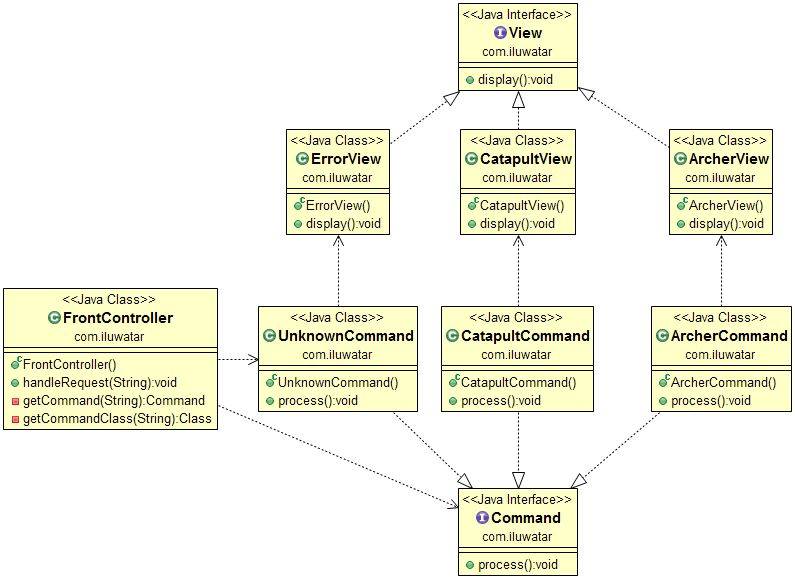 <<Java Interface>>
View
com.iluwatar
display():void
<<Java Class>>
ErrorView
com.iluwatar
ErrorView()
display():void
<<Java Class>>
CatapultView
com.iluwatar
CatapultView()
display():void
<<Java Class>>
ArcherView
com.iluwatar
ArcherView()
display():void
<<Java Class>>
FrontController
com.iluwatar
FrontController()
handleRequest(String):void
getCommand(String):Command
getCommandClass(String):Class
<<Java Class>>
UnknownCommand
com.iluwatar
UnknownCommand()
process():void
<<Java Class>>
CatapultCommand
com.iluwatar
CatapultCommand()
process():void
<<Java Class>>
ArcherCommand
com.iluwatar
ArcherCommand()
process():void
<<Java Interface>>
Command
com.iluwatar
process():void